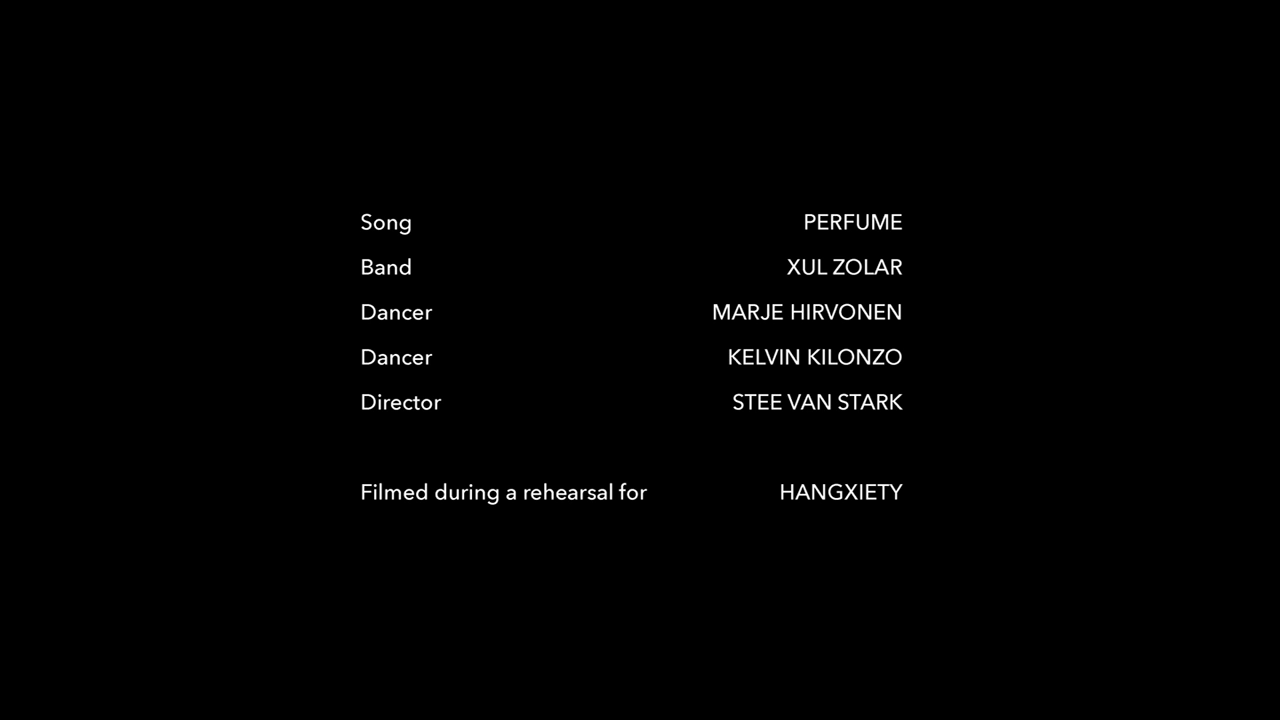 Song PERFUME
Band XUL ZOLAR
Dancer MARJE HIRVONEN
Dancer KELVIN KILONZO
Director STEE VAN STARK
Filmed during a rehearsal for HANGXIETY